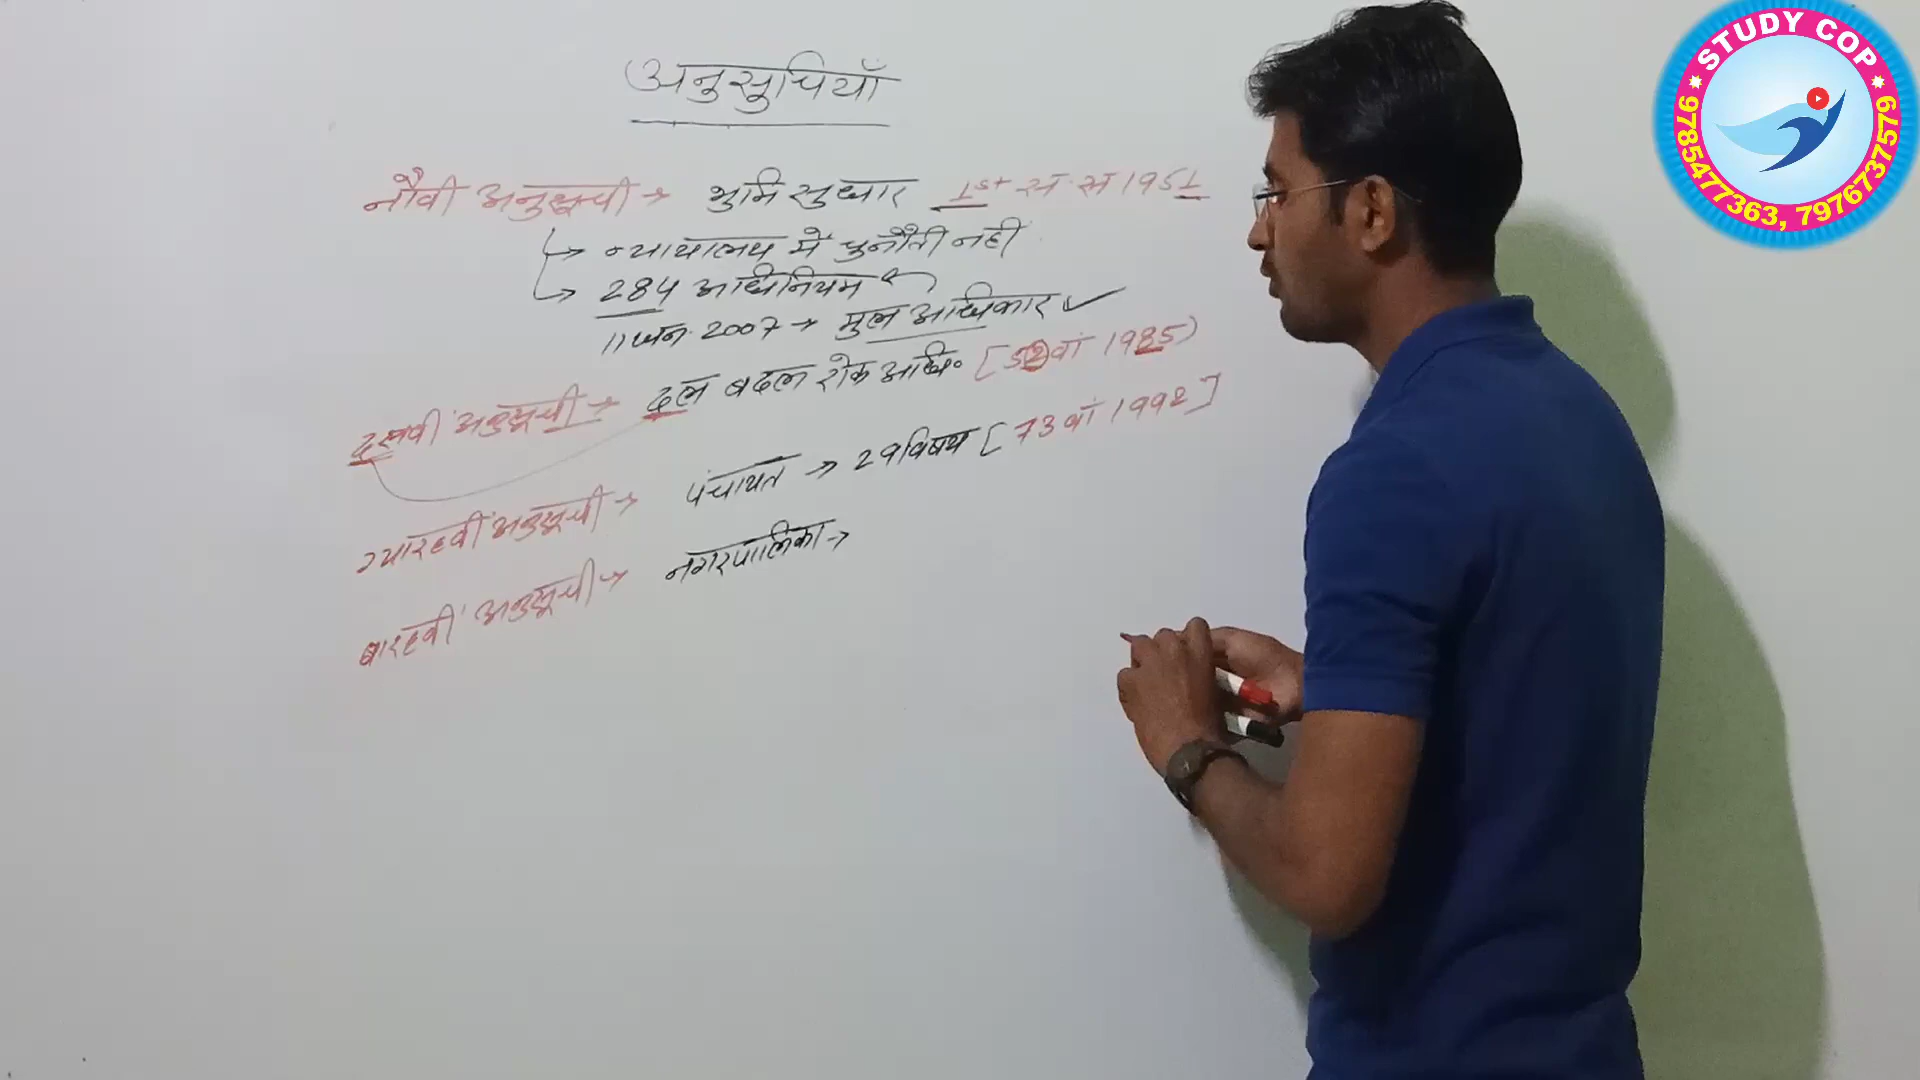 अनुसुचियाँ
नौवी अनुसूची → भुमि सुधार 1st सं. स 1951
↳ न्यायालय में चुनौती नहीं
↳ 284 अधिनियम
11 जन. 2007 → मुल अधिकार ✓
दसवी अनुसूची → दल बदल रोक अधि० [52वां 1985)
ग्यारहवीं अनुसूची → पंचायत → 29 विषय [73वां 1992]
बारहवीं अनुसूची → नगरपालिका →
STUDY COP
9785477363, 7976737579